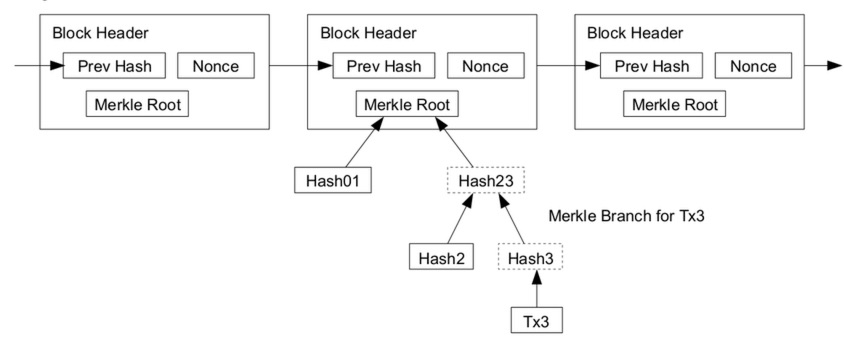 Block Header
Block Header
Block Header
Prev Hash
Nonce
Prev Hash
Nonce
Prev Hash
Nonce
Merkle Root
Merkle Root
Merkle Root
Hash01
Hash23
Merkle Branch for Tx3
Hash2
Hash3
Tx3